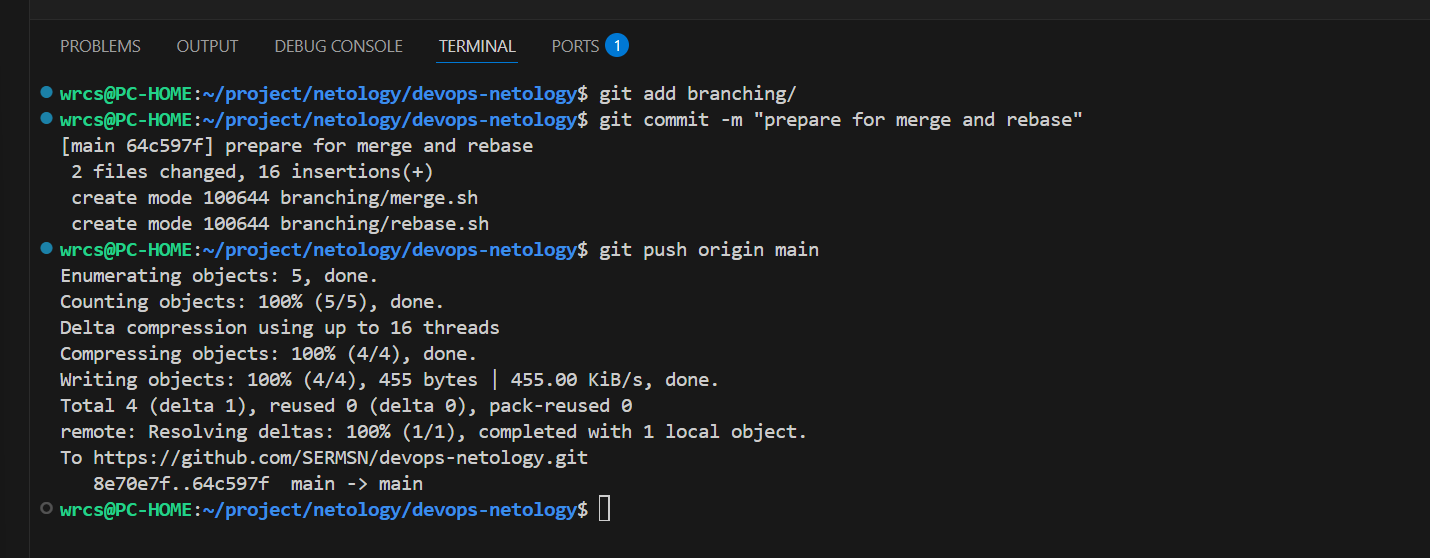 PROBLEMS OUTPUT DEBUG CONSOLE TERMINAL PORTS 1
wrcs@PC-HOME:~/project/netology/devops-netology$ git add branching/
wrcs@PC-HOME:~/project/netology/devops-netology$ git commit -m "prepare for merge and rebase"
[main 64c597f] prepare for merge and rebase
 2 files changed, 16 insertions(+)
 create mode 100644 branching/merge.sh
 create mode 100644 branching/rebase.sh
wrcs@PC-HOME:~/project/netology/devops-netology$ git push origin main
Enumerating objects: 5, done.
Counting objects: 100% (5/5), done.
Delta compression using up to 16 threads
Compressing objects: 100% (4/4), done.
Writing objects: 100% (4/4), 455 bytes | 455.00 KiB/s, done.
Total 4 (delta 1), reused 0 (delta 0), pack-reused 0
remote: Resolving deltas: 100% (1/1), completed with 1 local object.
To https://github.com/SERMSN/devops-netology.git
   8e70e7f..64c597f  main -> main
wrcs@PC-HOME:~/project/netology/devops-netology$